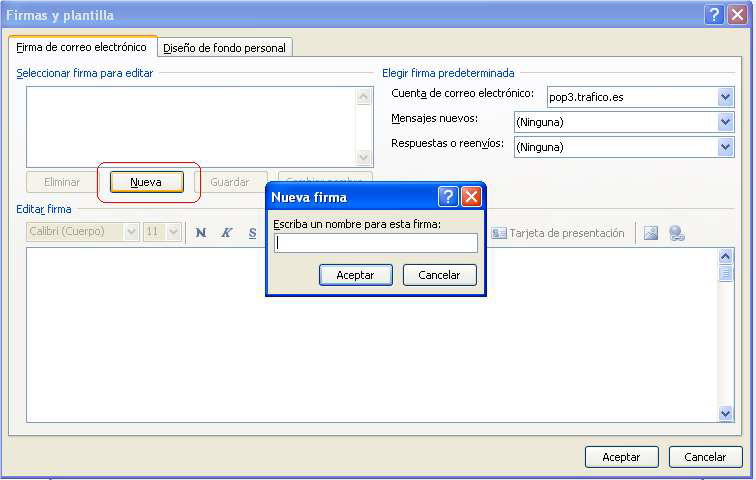 Firmas y plantilla
Firma de correo electrónico
Diseño de fondo personal
Seleccionar firma para editar
Elegir firma predeterminada
Cuenta de correo electrónico:
pop3.trafico.es
Mensajes nuevos:
(Ninguna)
Respuestas o reenvíos:
(Ninguna)
Eliminar
Nueva
Guardar
Nueva firma
Escriba un nombre para esta firma:
Aceptar
Cancelar
Editar firma
Calibri (Cuerpo)
11
N K S
Tarjeta de presentación
Aceptar
Cancelar